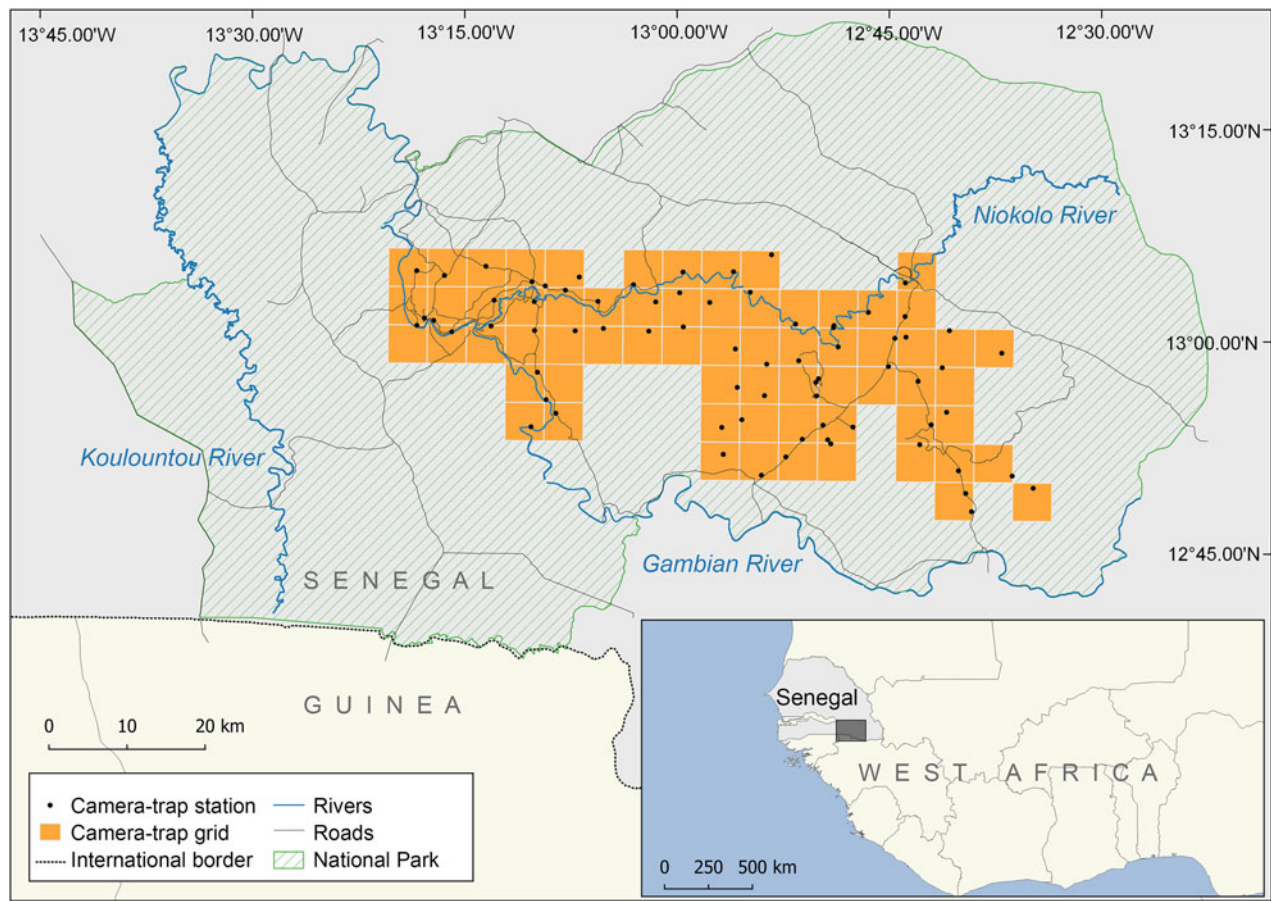 13°45.00'W 13°30.00'W 13°15.00'W 13°00.00'W 12°45.00'W 12°30.00'W
13°15.00'N
Niokolo River
13°00.00'N
Koulountou River
12°45.00'N
Gambian River
SENEGAL
GUINEA
0 10 20 km
Camera-trap station
Camera-trap grid
International border
Rivers
Roads
National Park
Senegal
WEST AFRICA
0 250 500 km